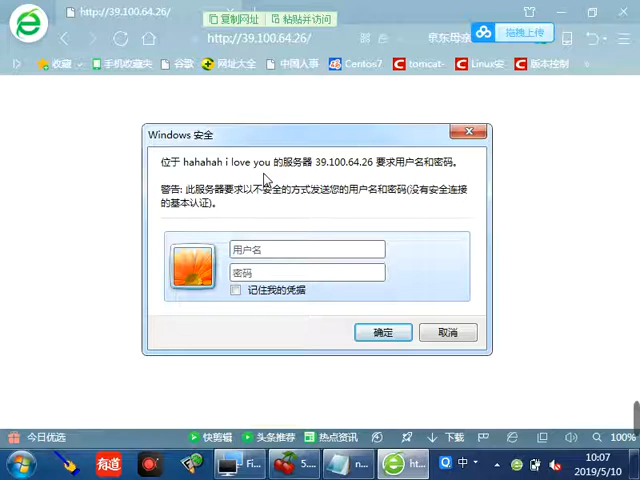 http://39.100.64.26/
复制网址 粘贴并访问
http://39.100.64.26/
京东母亲
拖拽上传
收藏 手机收藏夹 谷歌 网址大全 中国人事 Centos7 tomcat- Linux安 版本控制
Windows 安全
位于 hahahah i love you 的服务器 39.100.64.26 要求用户名和密码。
警告: 此服务器要求以不安全的方式发送您的用户名和密码(没有安全连接
的基本认证)。
用户名
密码
记住我的凭据
确定 取消
今日优选 快剪辑 头条推荐 热点资讯 下载 100%
有道 Fi... 5... n... ht... 中 10:07
2019/5/10